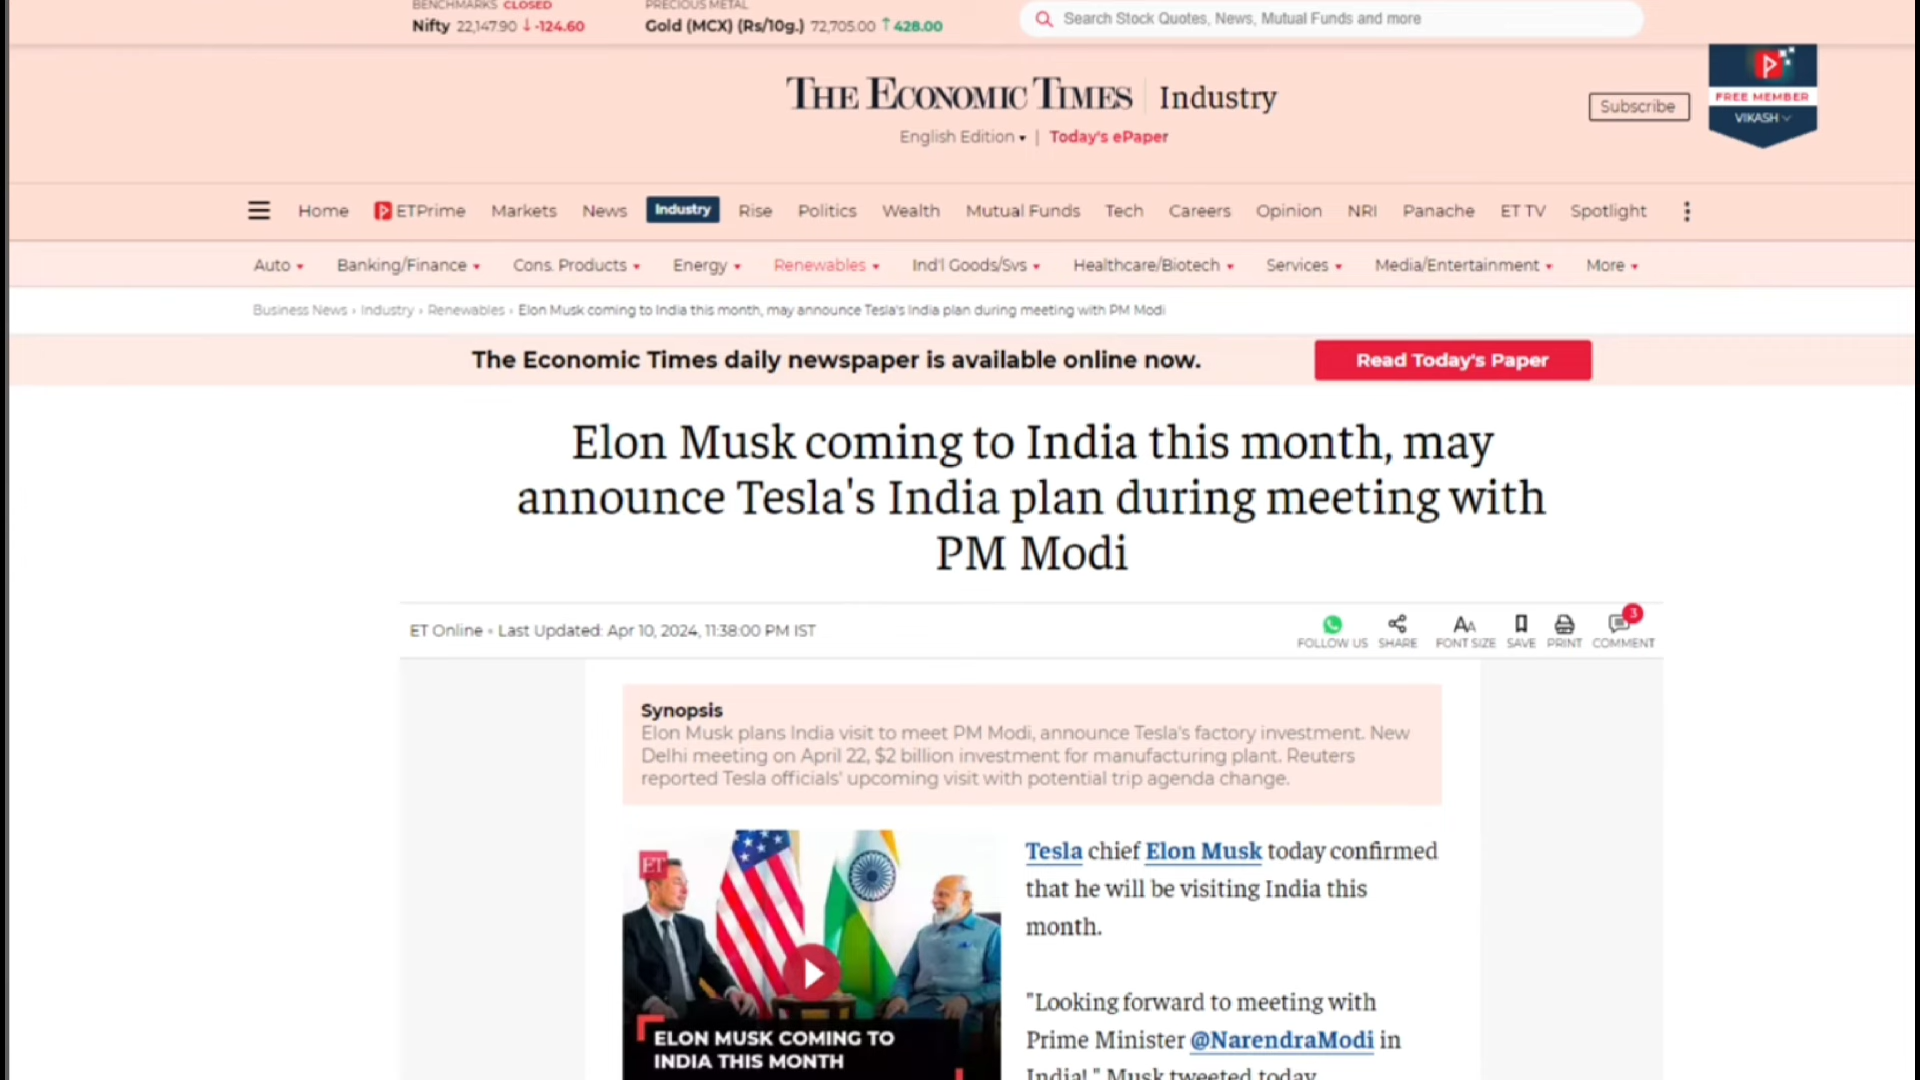 BENCHMARKS CLOSED
Nifty 22,147.90 ↓ -124.60
PRECIOUS METAL
Gold (MCX) (Rs/10g.) 72,705.00 ↑ 428.00
Search Stock Quotes, News, Mutual Funds and more
THE ECONOMIC TIMES | Industry
English Edition | Today's ePaper
Subscribe
FREE MEMBER
VIKASH
Home ETPrime Markets News Industry Rise Politics Wealth Mutual Funds Tech Careers Opinion NRI Panache ET TV Spotlight
Auto Banking/Finance Cons. Products Energy Renewables Ind'l Goods/Svs Healthcare/Biotech Services Media/Entertainment More
Business News › Industry › Renewables › Elon Musk coming to India this month, may announce Tesla's India plan during meeting with PM Modi
The Economic Times daily newspaper is available online now.
Read Today's Paper
Elon Musk coming to India this month, may
announce Tesla's India plan during meeting with
PM Modi
ET Online • Last Updated: Apr 10, 2024, 11:38:00 PM IST
FOLLOW US SHARE FONT SIZE SAVE PRINT COMMENT
3
Synopsis
Elon Musk plans India visit to meet PM Modi, announce Tesla's factory investment. New
Delhi meeting on April 22, $2 billion investment for manufacturing plant. Reuters
reported Tesla officials' upcoming visit with potential trip agenda change.
ET
ELON MUSK COMING TO
INDIA THIS MONTH
Tesla chief Elon Musk today confirmed
that he will be visiting India this
month.
"Looking forward to meeting with
Prime Minister @NarendraModi in
India!," Musk tweeted today.